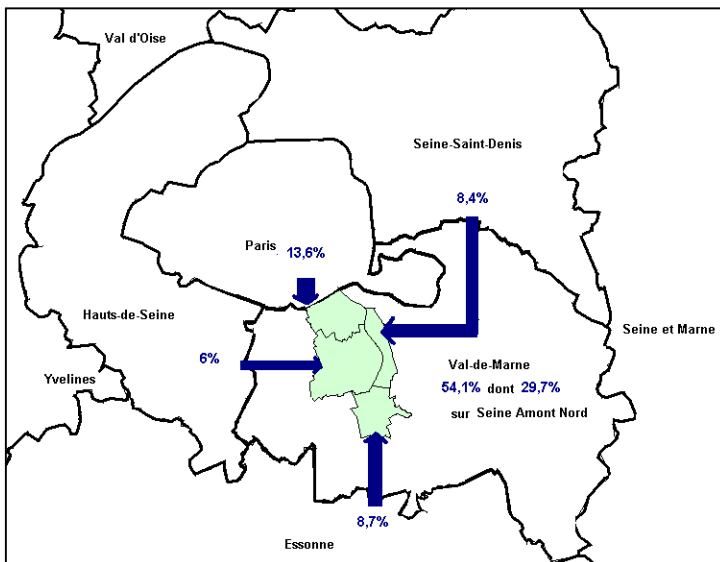 Val d'Oise
Seine-Saint-Denis
8,4%
Paris
13,6%
Hauts-de-Seine
Seine et Marne
6%
Val-de-Marne
Yvelines
54,1% dont 29,7%
sur Seine Amont Nord
8,7%
Essonne